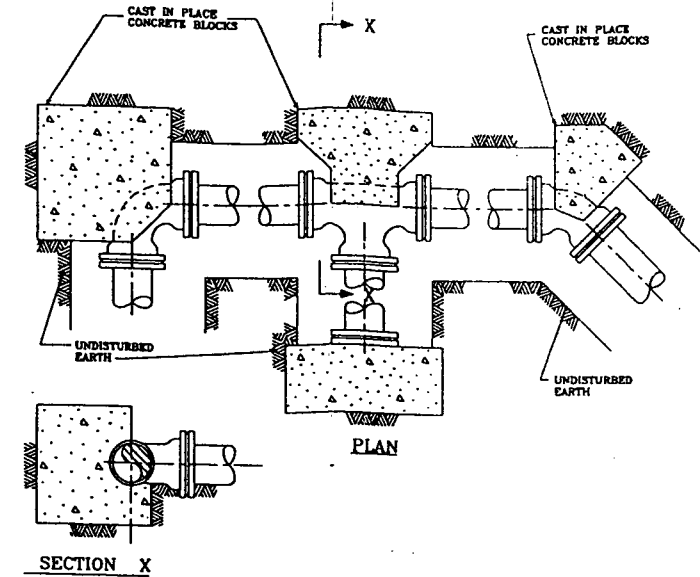 CAST IN PLACE
CONCRETE BLOCKS
X
CAST IN PLACE
CONCRETE BLOCKS
X
UNDISTURBED
EARTH
UNDISTURBED
EARTH
PLAN
SECTION X